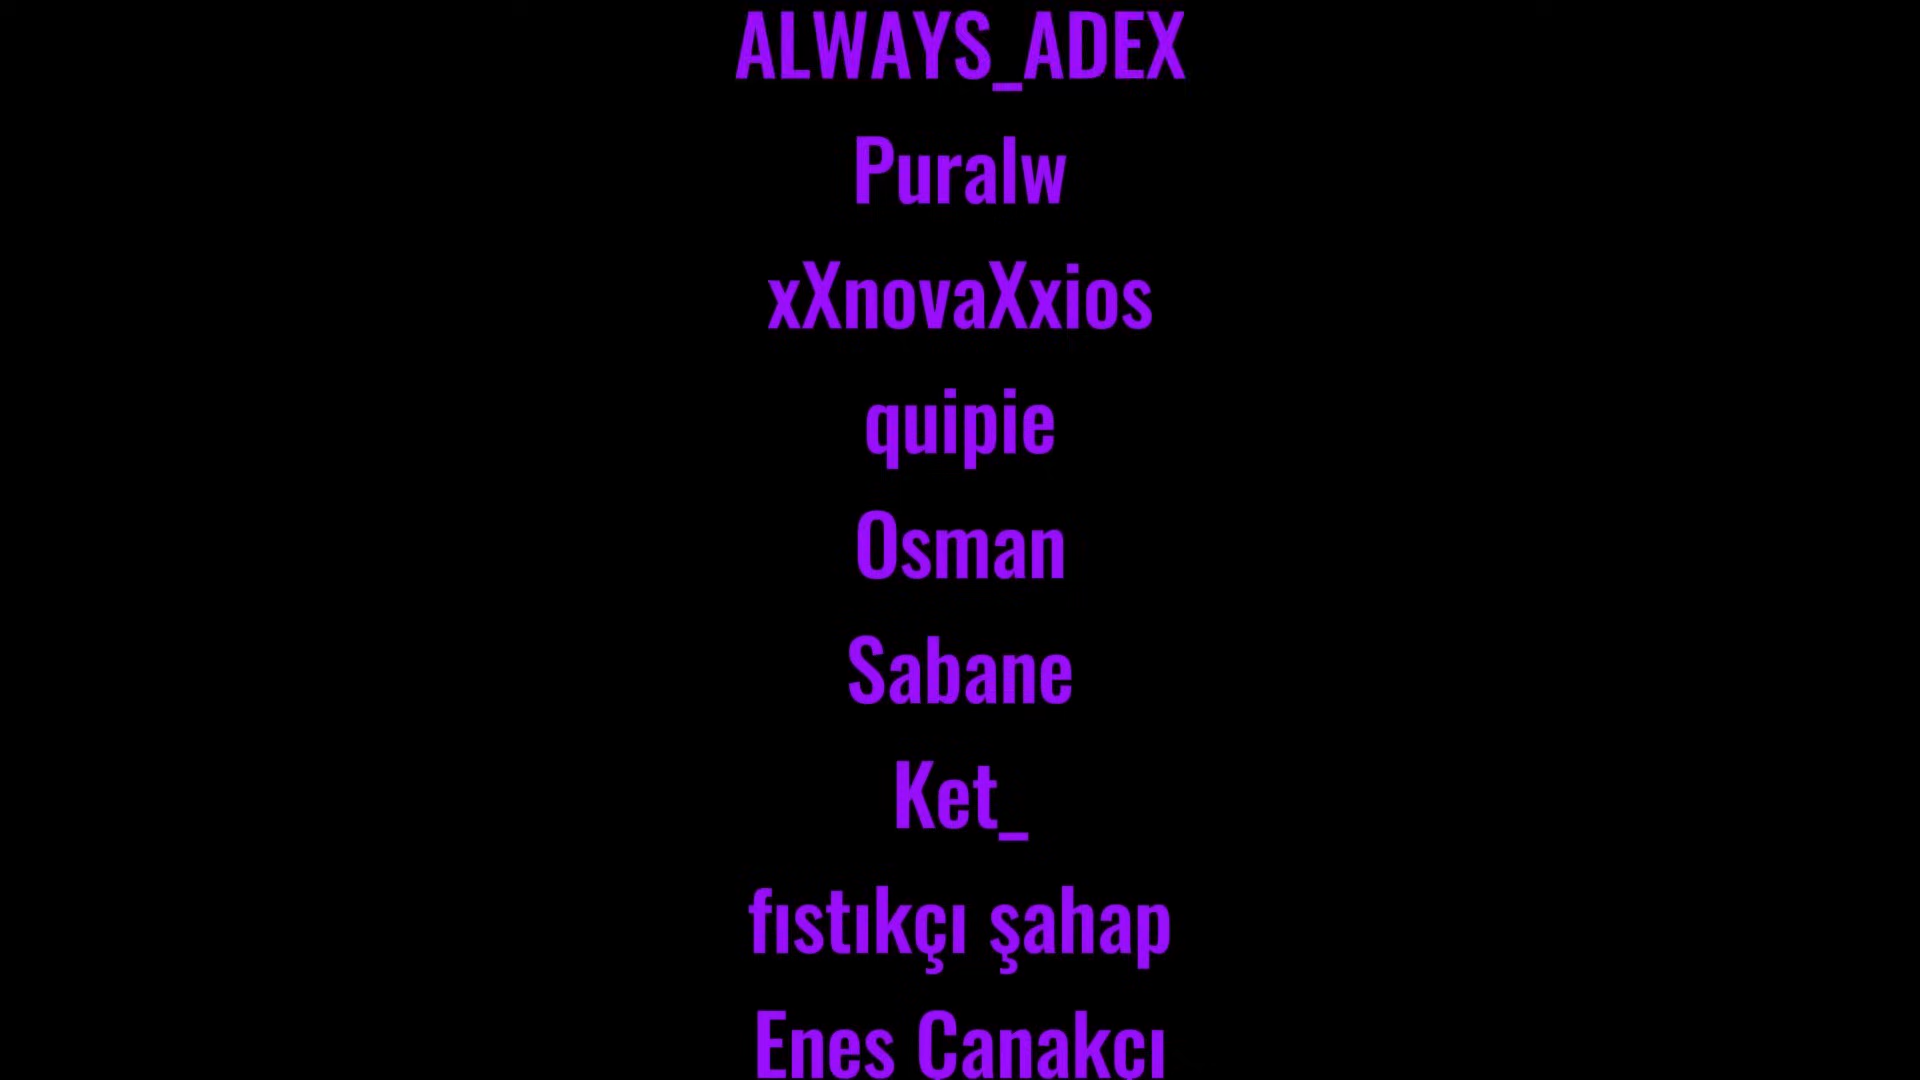 ALWAYS_ADEX
Puralw
xXnovaXxios
quipie
Osman
Sabane
Ket_
fıstıkçı şahap
Enes Canakcı